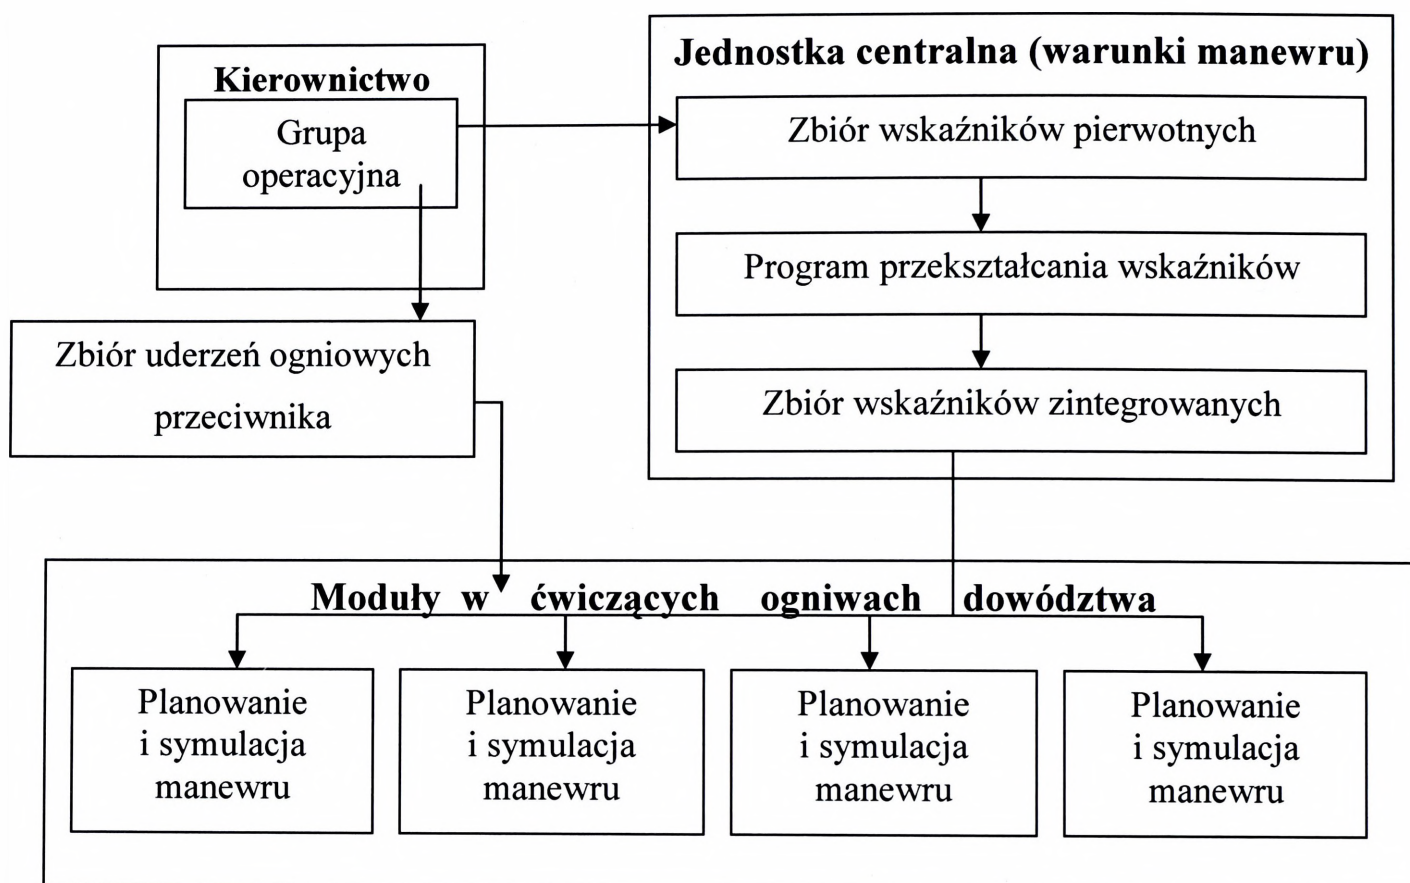 Kierownictwo
Grupa
operacyjna
Jednostka centralna (warunki manewru)
Zbiór wskaźników pierwotnych
Program przekształcania wskaźników
Zbiór wskaźników zintegrowanych
Zbiór uderzeń ogniowych
przeciwnika
Moduły w ćwiczących ogniwach dowództwa
Planowanie
i symulacja
manewru
Planowanie
i symulacja
manewru
Planowanie
i symulacja
manewru
Planowanie
i symulacja
manewru